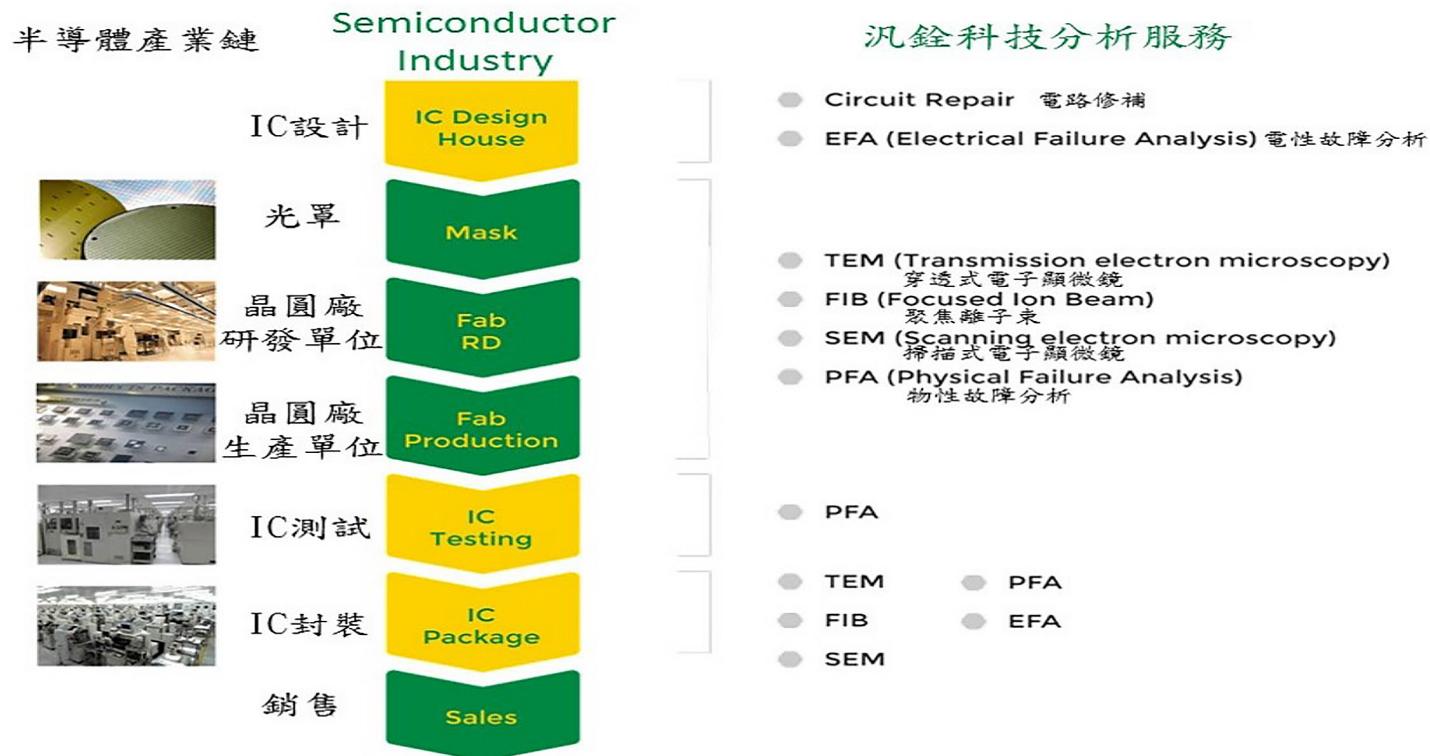 半導體產業鏈
Semiconductor
Industry
汎銓科技分析服務
IC設計
IC Design
House
Circuit Repair 電路修補
EFA (Electrical Failure Analysis) 電性故障分析
光罩
Mask
晶圓廠
研發單位
Fab
RD
晶圓廠
生產單位
Fab
Production
TEM (Transmission electron microscopy)
穿透式電子顯微鏡
FIB (Focused Ion Beam)
聚焦離子束
SEM (Scanning electron microscopy)
掃描式電子顯微鏡
PFA (Physical Failure Analysis)
物性故障分析
IC測試
IC
Testing
PFA
IC封裝
IC
Package
TEM PFA
FIB EFA
SEM
銷售
Sales